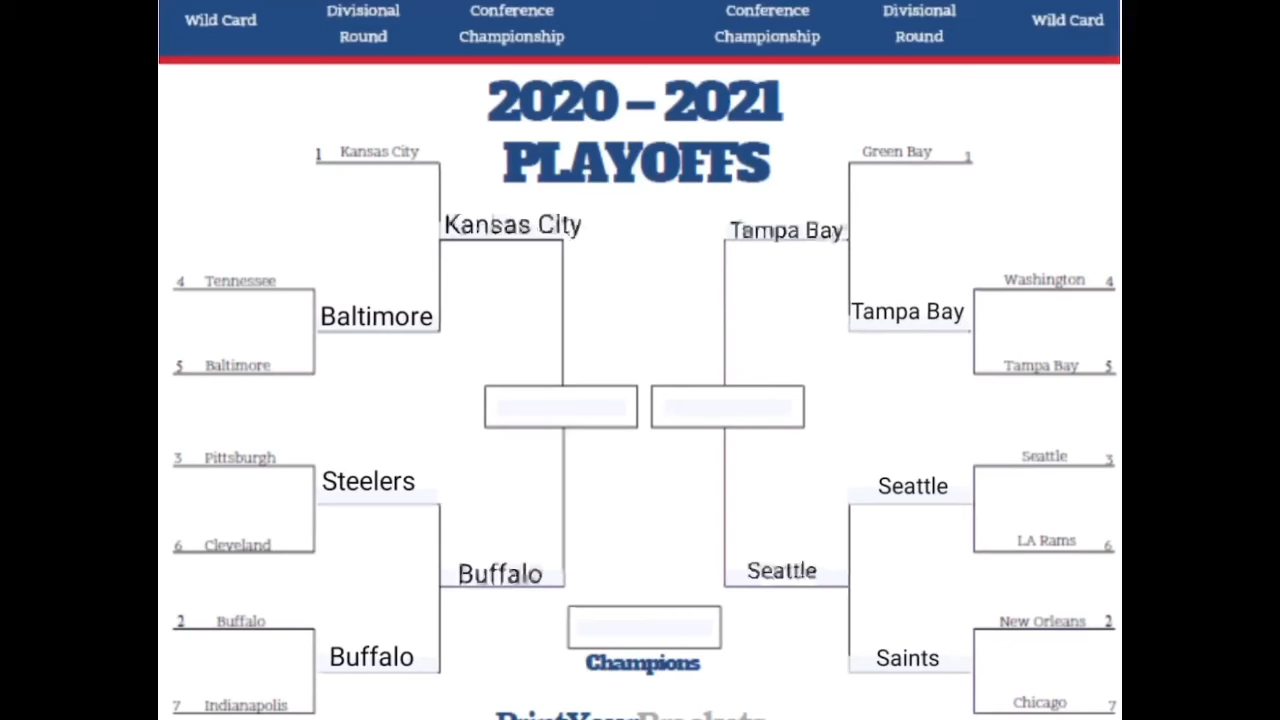 Wild Card
Divisional
Round
Conference
Championship
Conference
Championship
Divisional
Round
Wild Card
2020 – 2021
PLAYOFFS
1 Kansas City
Green Bay 1
Kansas City
Tampa Bay
4 Tennessee
Washington 4
Baltimore
Tampa Bay
5 Baltimore
Tampa Bay 5
3 Pittsburgh
Seattle 3
Steelers
Seattle
6 Cleveland
LA Rams 6
Buffalo
Seattle
2 Buffalo
New Orleans 2
Champions
Buffalo
Saints
7 Indianapolis
Chicago 7
PrintYourBrackets